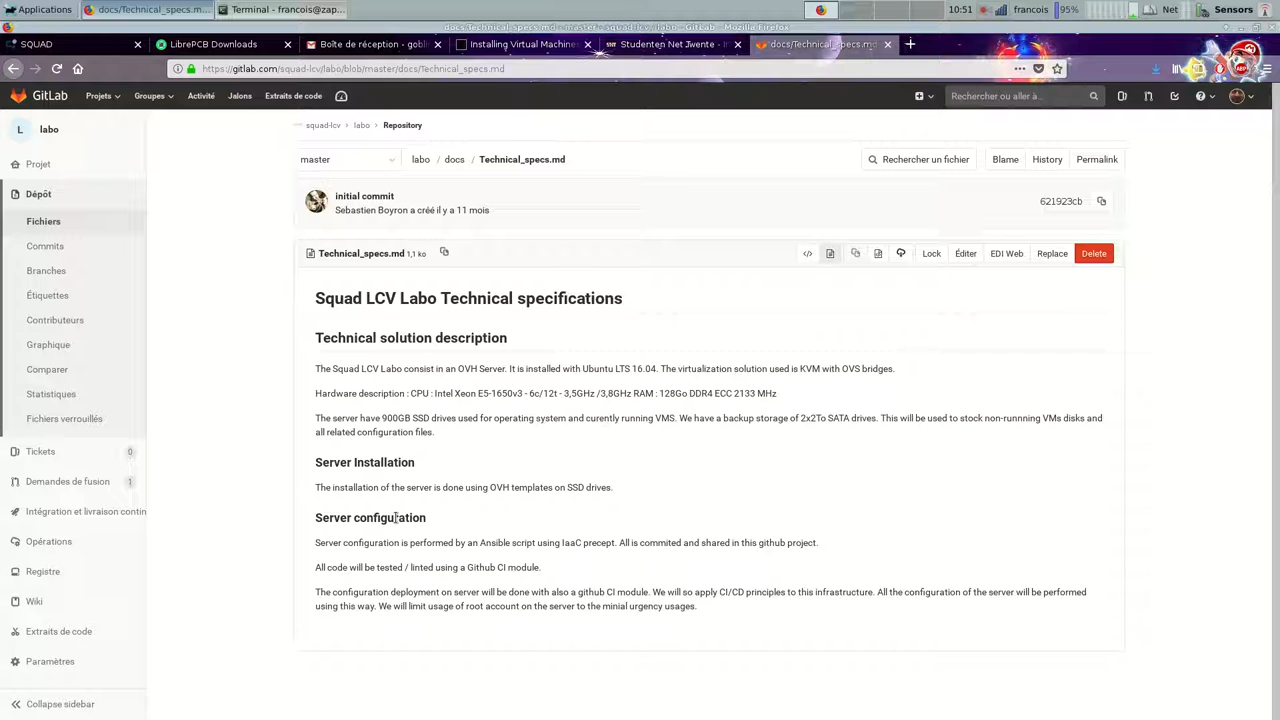 Applications
docs/Technical_specs.m...
Terminal - francois@zap...
10:51
francois
95%
Net
Sensors
docs/Technical_specs.md · master · squad-lcv / labo · GitLab - Mozilla Firefox
SQUAD
LibrePCB Downloads
Boîte de réception - gobli
Installing Virtual Machine
Studenten Net Twente - I
docs/Technical_specs.md
https://gitlab.com/squad-lcv/labo/blob/master/docs/Technical_specs.md
GitLab
Projets
Groupes
Activité
Jalons
Extraits de code
Rechercher ou aller à...
L labo
squad-lcv › labo › Repository
master
labo / docs / Technical_specs.md
Rechercher un fichier
Blame
History
Permalink
initial commit
Sebastien Boyron a créé il y a 11 mois
621923cb
Technical_specs.md 1,1 ko
Lock
Éditer
EDI Web
Replace
Delete
Projet
Dépôt
Fichiers
Commits
Branches
Étiquettes
Contributeurs
Graphique
Comparer
Statistiques
Fichiers verrouillés
Tickets 0
Demandes de fusion 1
Intégration et livraison contin
Opérations
Registre
Wiki
Extraits de code
Paramètres
Collapse sidebar
Squad LCV Labo Technical specifications
Technical solution description
The Squad LCV Labo consist in an OVH Server. It is installed with Ubuntu LTS 16.04. The virtualization solution used is KVM with OVS bridges.
Hardware description : CPU : Intel Xeon E5-1650v3 - 6c/12t - 3,5GHz /3,8GHz RAM : 128Go DDR4 ECC 2133 MHz
The server have 900GB SSD drives used for operating system and curently running VMS. We have a backup storage of 2x2To SATA drives. This will be used to stock non-runnning VMs disks and
all related configuration files.
Server Installation
The installation of the server is done using OVH templates on SSD drives.
Server configuration
Server configuration is performed by an Ansible script using IaaC precept. All is commited and shared in this github project.
All code will be tested / linted using a Github CI module.
The configuration deployment on server will be done with also a github CI module. We will so apply CI/CD principles to this infrastructure. All the configuration of the server will be performed
using this way. We will limit usage of root account on the server to the minial urgency usages.